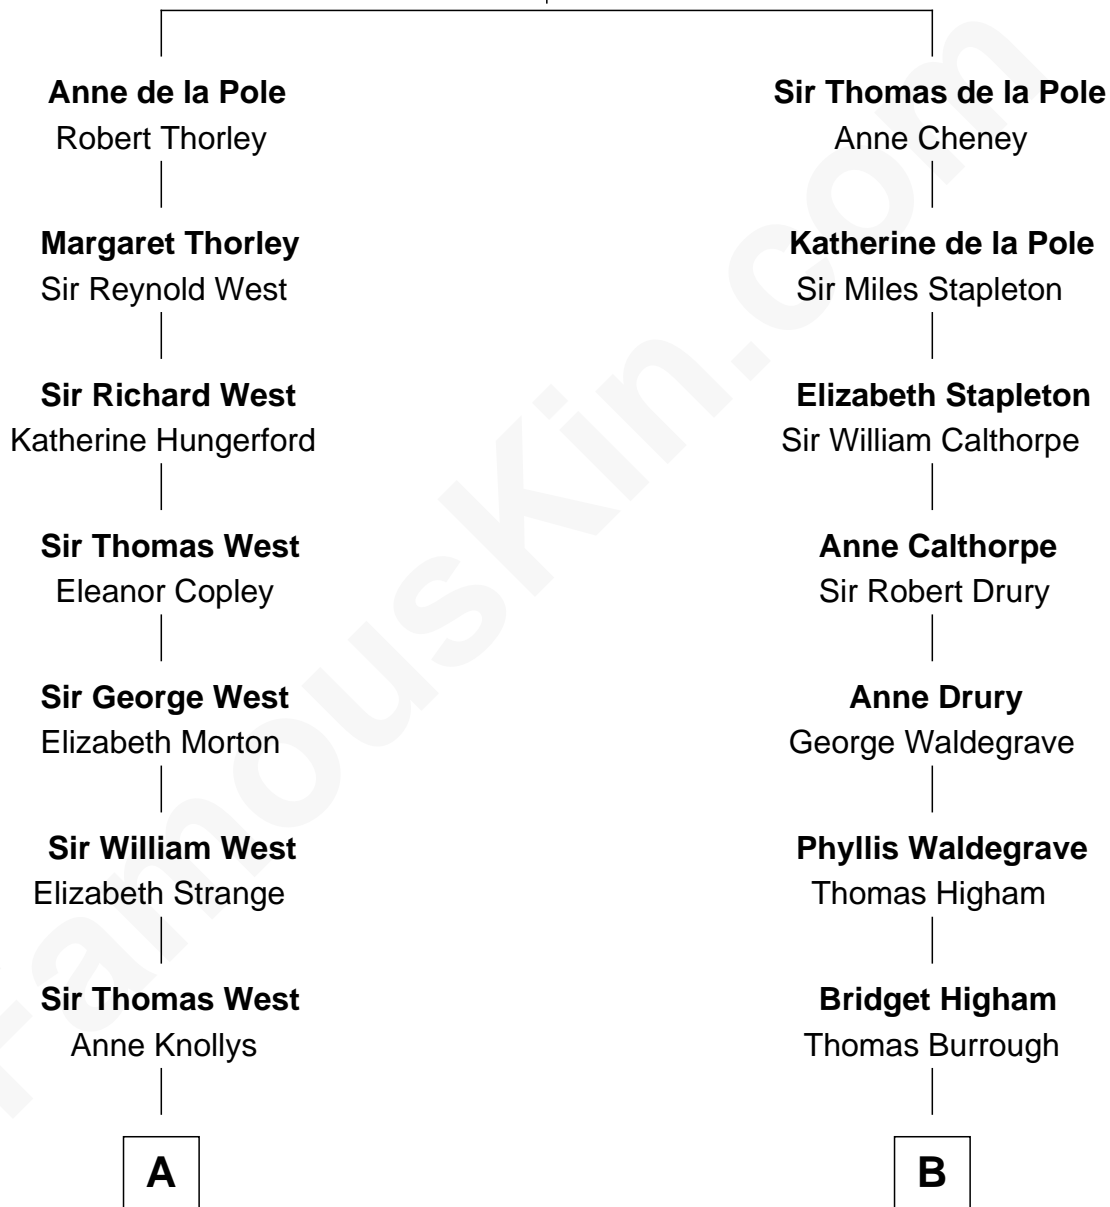 Anne de la Pole
Robert Thorley
Margaret Thorley
Sir Reynold West
Sir Richard West
Katherine Hungerford
Sir Thomas West
Eleanor Copley
Sir George West
Elizabeth Morton
Sir William West
Elizabeth Strange
Sir Thomas West
Anne Knollys
A
Sir Thomas de la Pole
Anne Cheney
Katherine de la Pole
Sir Miles Stapleton
Elizabeth Stapleton
Sir William Calthorpe
Anne Calthorpe
Sir Robert Drury
Anne Drury
George Waldegrave
Phyllis Waldegrave
Thomas Higham
Bridget Higham
Thomas Burrough
B
FamousKin.com